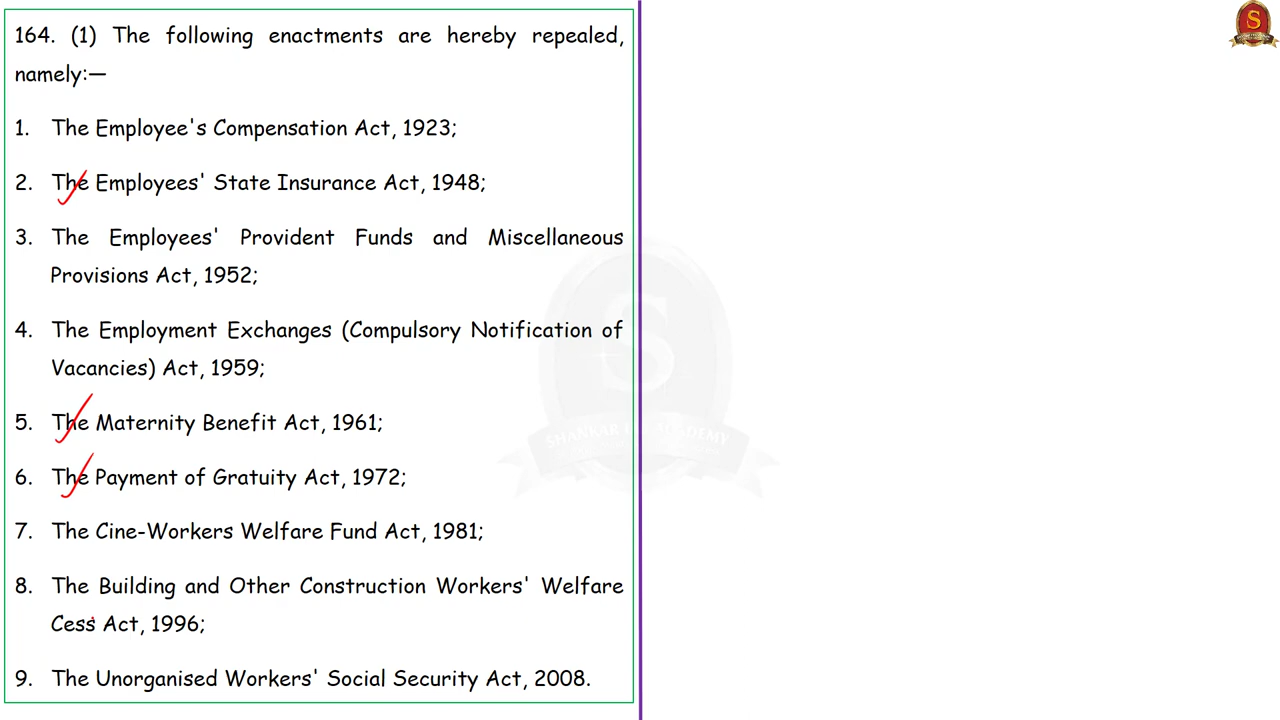 164. (1) The following enactments are hereby repealed,
namely:—
1. The Employee's Compensation Act, 1923;
2. The Employees' State Insurance Act, 1948;
3. The Employees' Provident Funds and Miscellaneous
Provisions Act, 1952;
4. The Employment Exchanges (Compulsory Notification of
Vacancies) Act, 1959;
5. The Maternity Benefit Act, 1961;
6. The Payment of Gratuity Act, 1972;
7. The Cine-Workers Welfare Fund Act, 1981;
8. The Building and Other Construction Workers' Welfare
Cess Act, 1996;
9. The Unorganised Workers' Social Security Act, 2008.
S
S
SHANKAR IAS ACADEMY